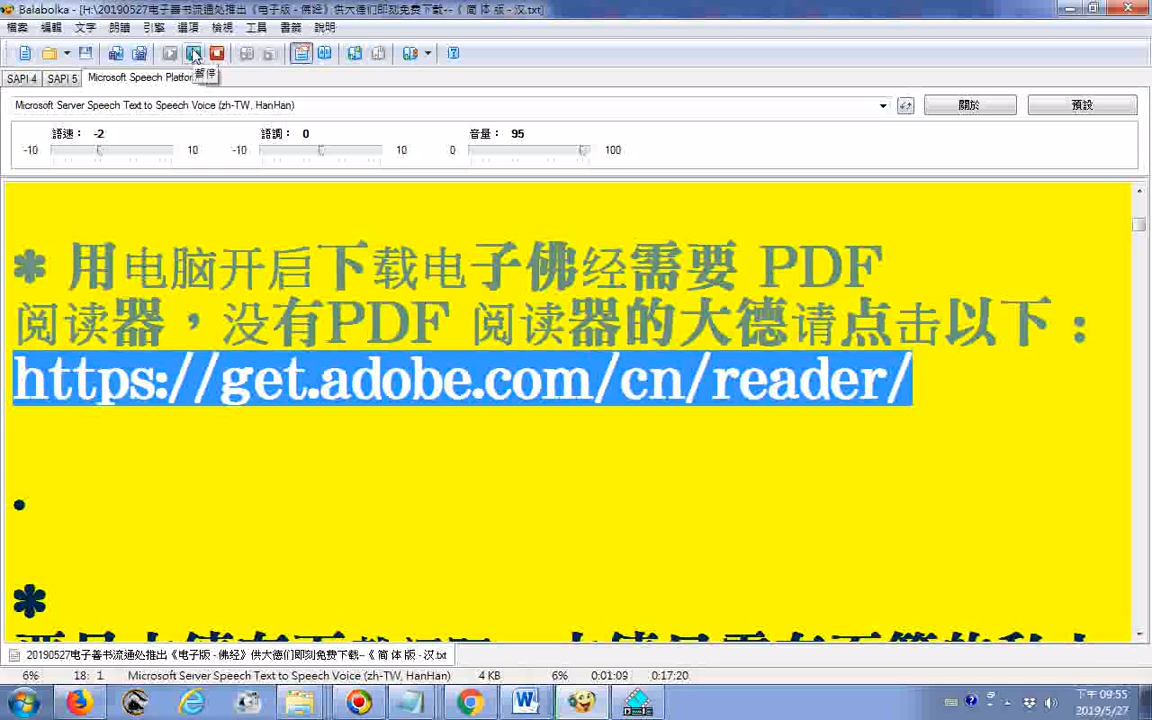 Balabolka - [H:\20190527电子善书流通处推出《电子版 - 佛经》供大德们即刻免费下载--《 简 体 版 - 汉.txt]
檔案 編輯 文字 朗讀 引擎 選項 檢視 工具 書籤 說明
暫停
SAPI 4 SAPI 5 Microsoft Speech Platfor
Microsoft Server Speech Text to Speech Voice (zh-TW, HanHan) 關於 預設
語速： -2 語調： 0 音量： 95
-10 10 -10 10 0 100
* 用电脑开启下载电子佛经需要 PDF
阅读器，没有PDF 阅读器的大德请点击以下：
https://get.adobe.com/cn/reader/
•
*
20190527电子善书流通处推出《电子版 - 佛经》供大德们即刻免费下载--《 简 体 版 - 汉.txt
6% 18: 1 Microsoft Server Speech Text to Speech Voice (zh-TW, HanHan) 4 KB 6% 0:01:09 0:17:20
下午 09:55
2019/5/27